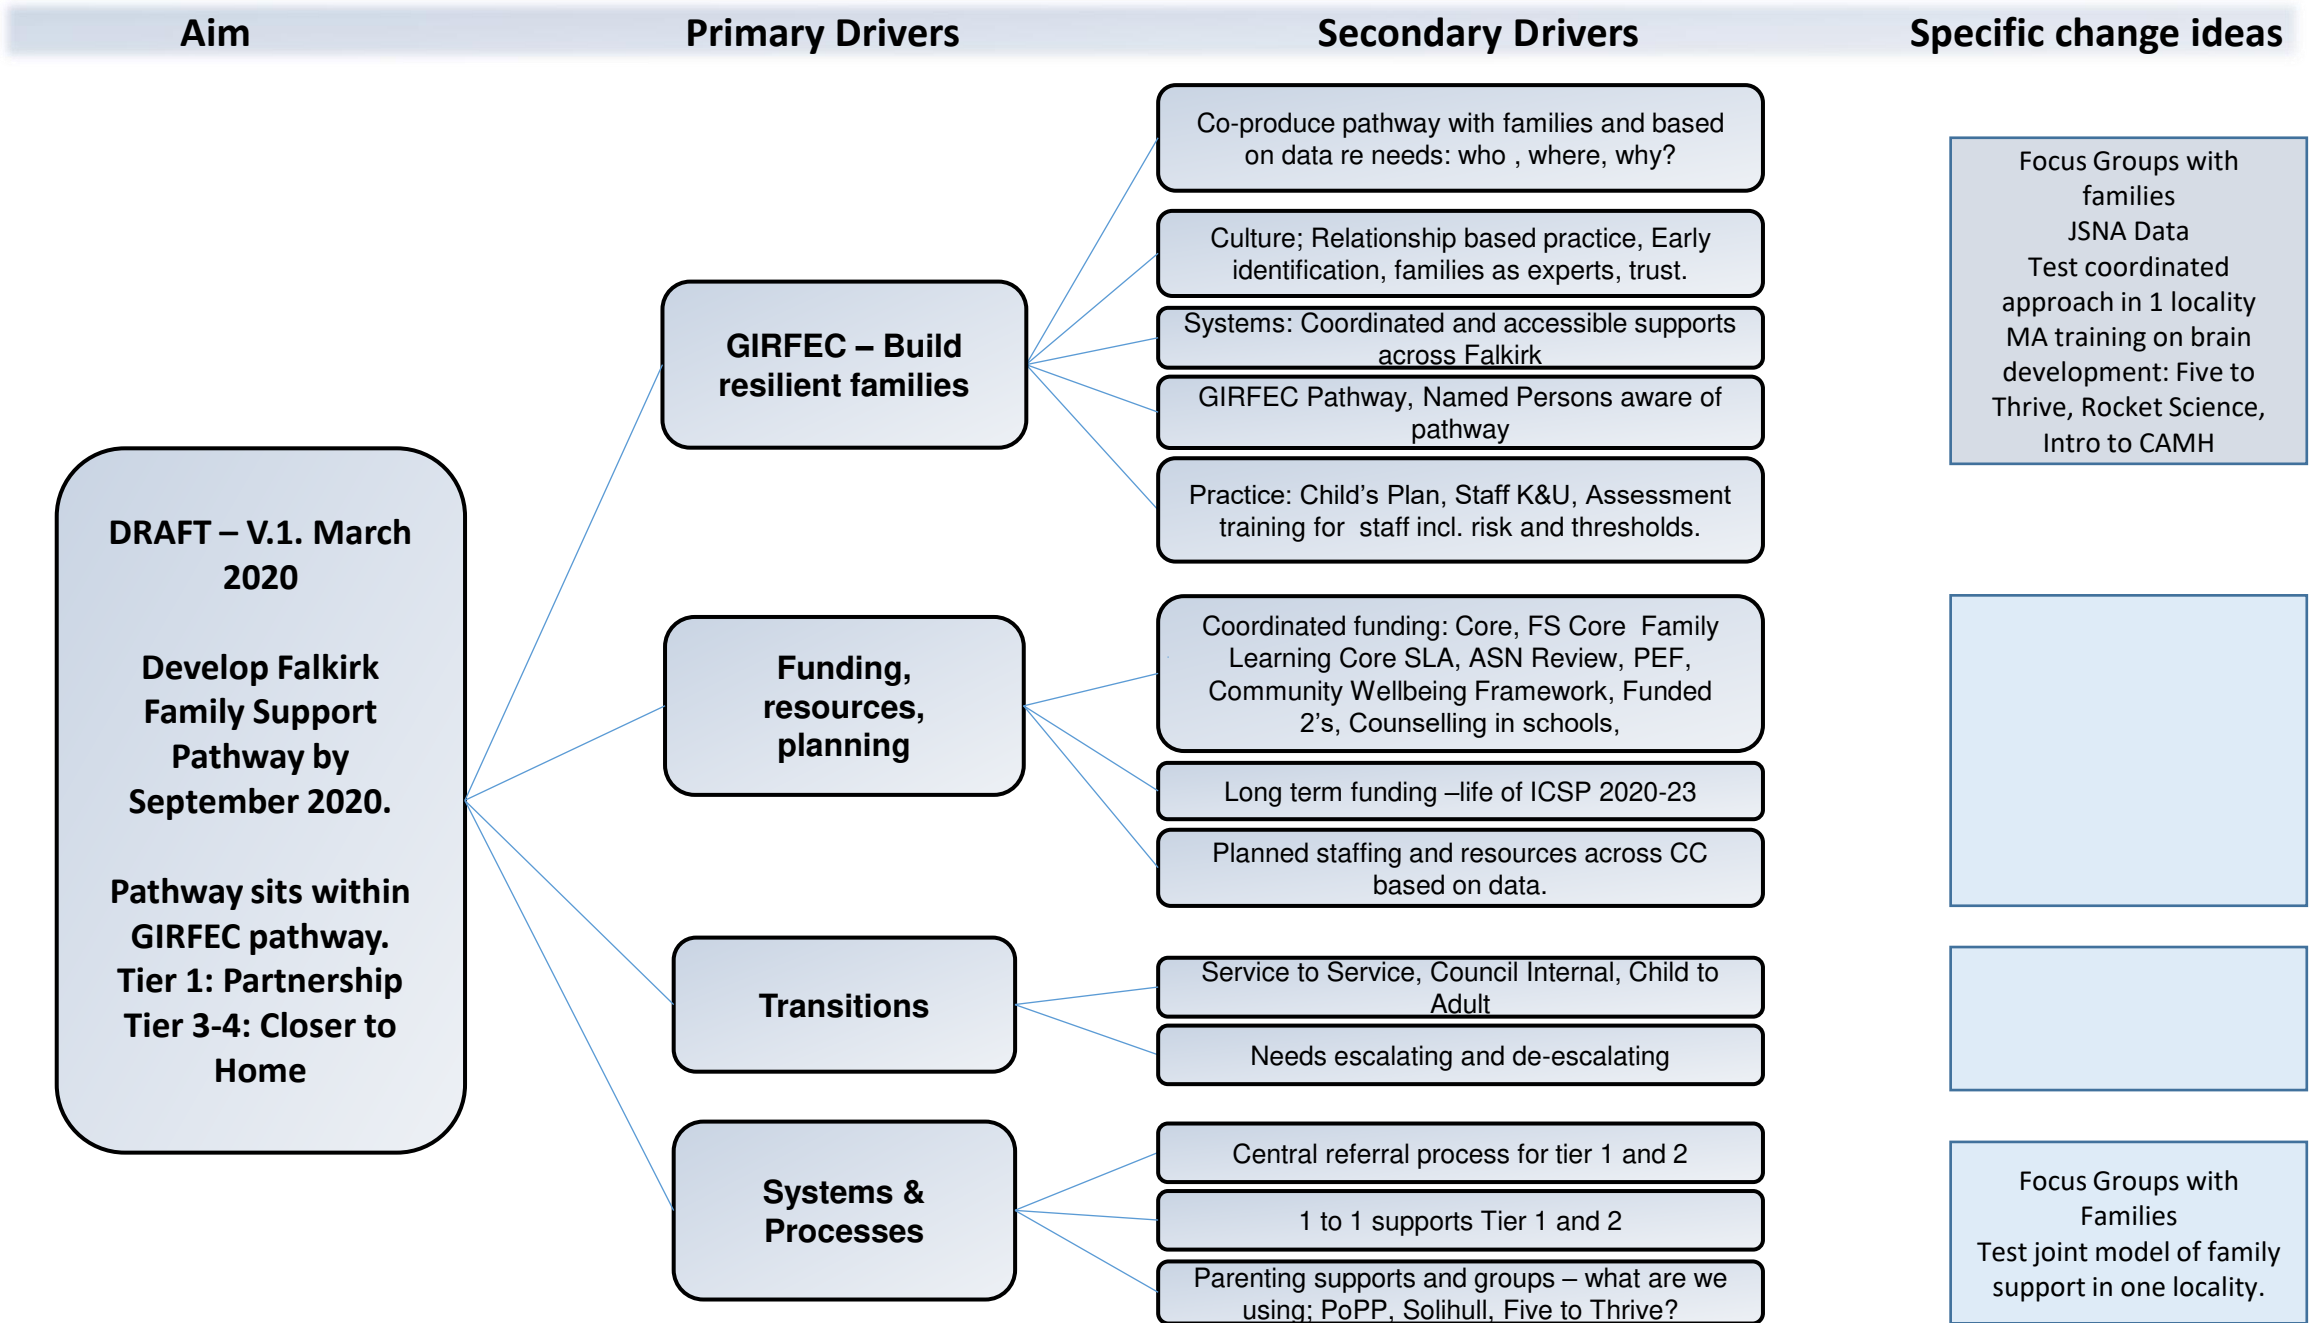 Aim
Primary Drivers
Secondary Drivers
Specific change ideas
DRAFT – V.1. March
2020
Develop Falkirk
Family Support
Pathway by
September 2020.
Pathway sits within
GIRFEC pathway.
Tier 1: Partnership
Tier 3-4: Closer to
Home
GIRFEC – Build
resilient families
Funding,
resources,
planning
Transitions
Systems &
Processes
Co-produce pathway with families and based
on data re needs: who , where, why?
Culture; Relationship based practice, Early
identification, families as experts, trust.
Systems: Coordinated and accessible supports
across Falkirk
GIRFEC Pathway, Named Persons aware of
pathway
Practice: Child’s Plan, Staff K&U, Assessment
training for  staff incl. risk and thresholds.
Coordinated funding: Core, FS Core  Family
Learning Core SLA, ASN Review, PEF,
Community Wellbeing Framework, Funded
2’s, Counselling in schools,
Long term funding –life of ICSP 2020-23
Planned staffing and resources across CC
based on data.
Service to Service, Council Internal, Child to
Adult
Needs escalating and de-escalating
Central referral process for tier 1 and 2
1 to 1 supports Tier 1 and 2
Parenting supports and groups – what are we
using; PoPP, Solihull, Five to Thrive?
Focus Groups with
families
JSNA Data
Test coordinated
approach in 1 locality
MA training on brain
development: Five to
Thrive, Rocket Science,
Intro to CAMH
Focus Groups with
Families
Test joint model of family
support in one locality.